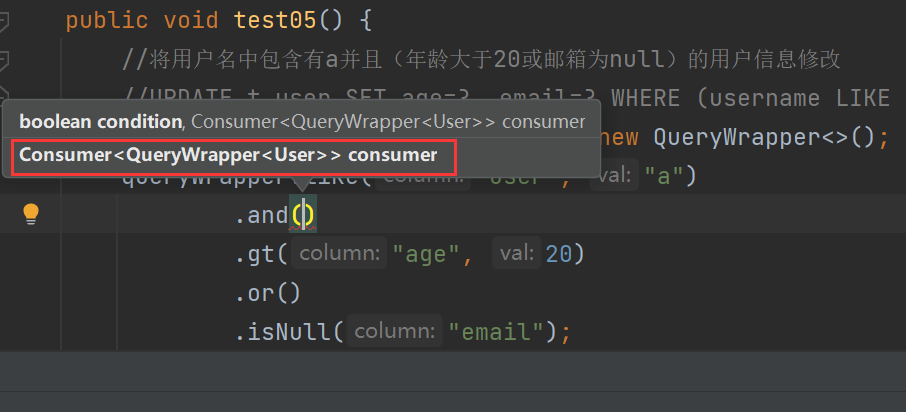 public void test05() {
//将用户名中包含有a并且（年龄大于20或邮箱为null）的用户信息修改
//UPDATE t_user SET age=?, email=? WHERE (username LIKE
boolean condition, Consumer<QueryWrapper<User>> consumer
new QueryWrapper<>();
Consumer<QueryWrapper<User>> consumer
queryWrapper.like( column: "user", val: "a")
.and()
.gt( column: "age", val: 20)
.or()
.isNull( column: "email");